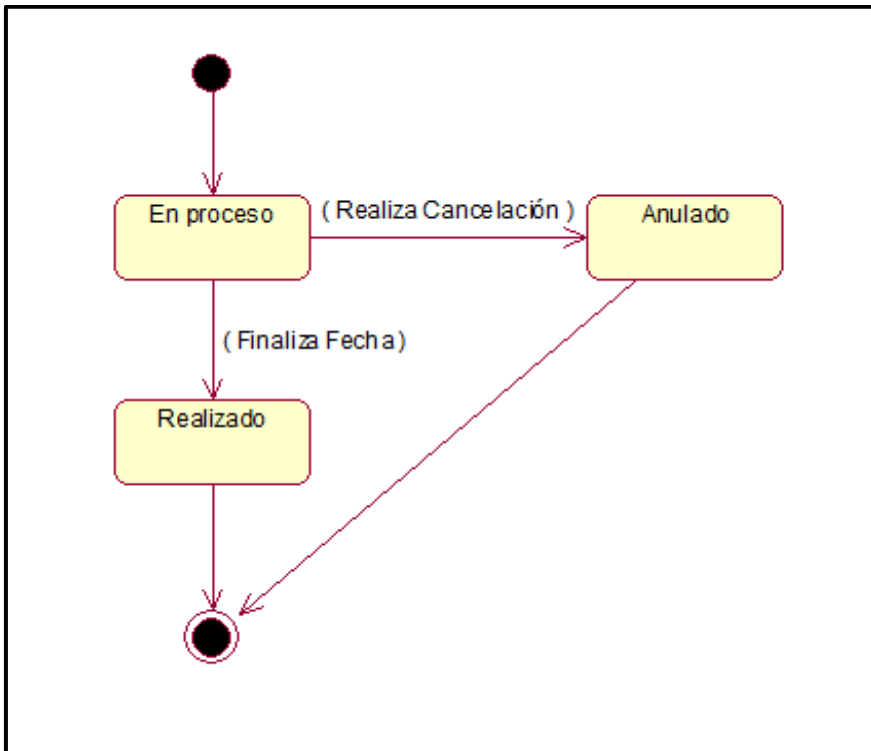 En proceso
( Realiza Cancelación )
Anulado
( Finaliza Fecha )
Realizado